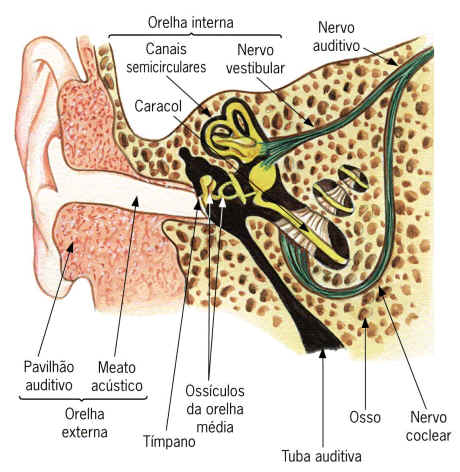 Orelha interna
Canais
semicirculares
Nervo
vestibular
Nervo
auditivo
Caracol
Pavilhão
auditivo
Meato
acústico
Orelha
externa
Tímpano
Ossículos
da orelha
média
Tuba auditiva
Osso
Nervo
coclear